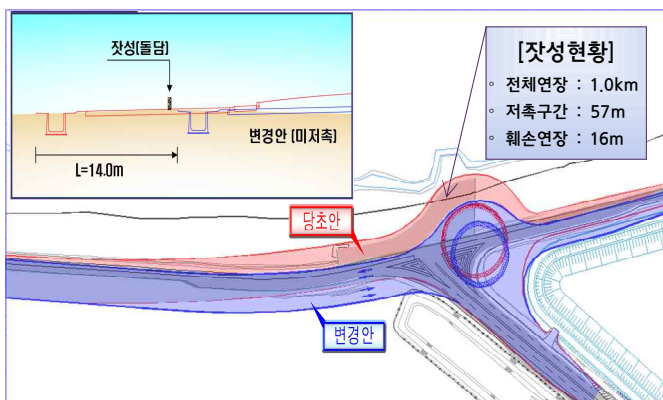 잣성(돌담)
변경안 (미저촉)
L=14.0m
[잣성현황]
◦ 전체연장 : 1.0km
◦ 저촉구간 : 57m
◦ 훼손연장 : 16m
당초안
변경안